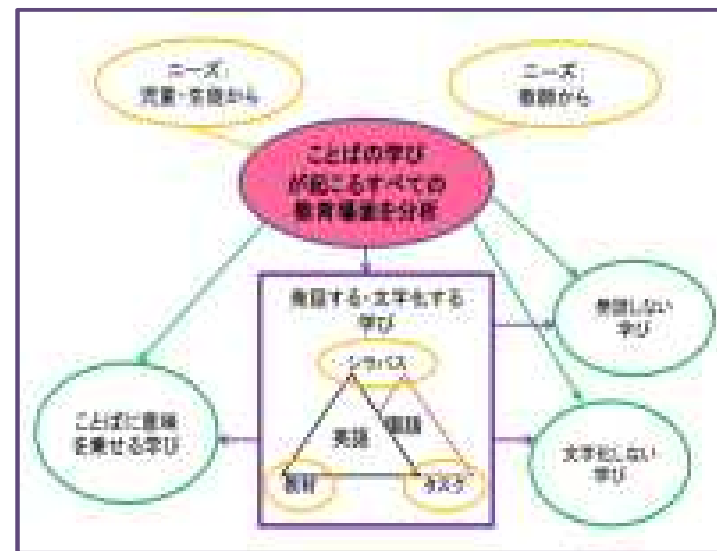 ニーズ:
児童・生徒から
ニーズ:
教師から
ことばの学び
が起こるすべての
教育場面を分析
発話する・文字化する
学び
シラバス
英語
国語
教材
タスク
発話しない
学び
ことばに意味
を乗せる学び
文字化しない
学び